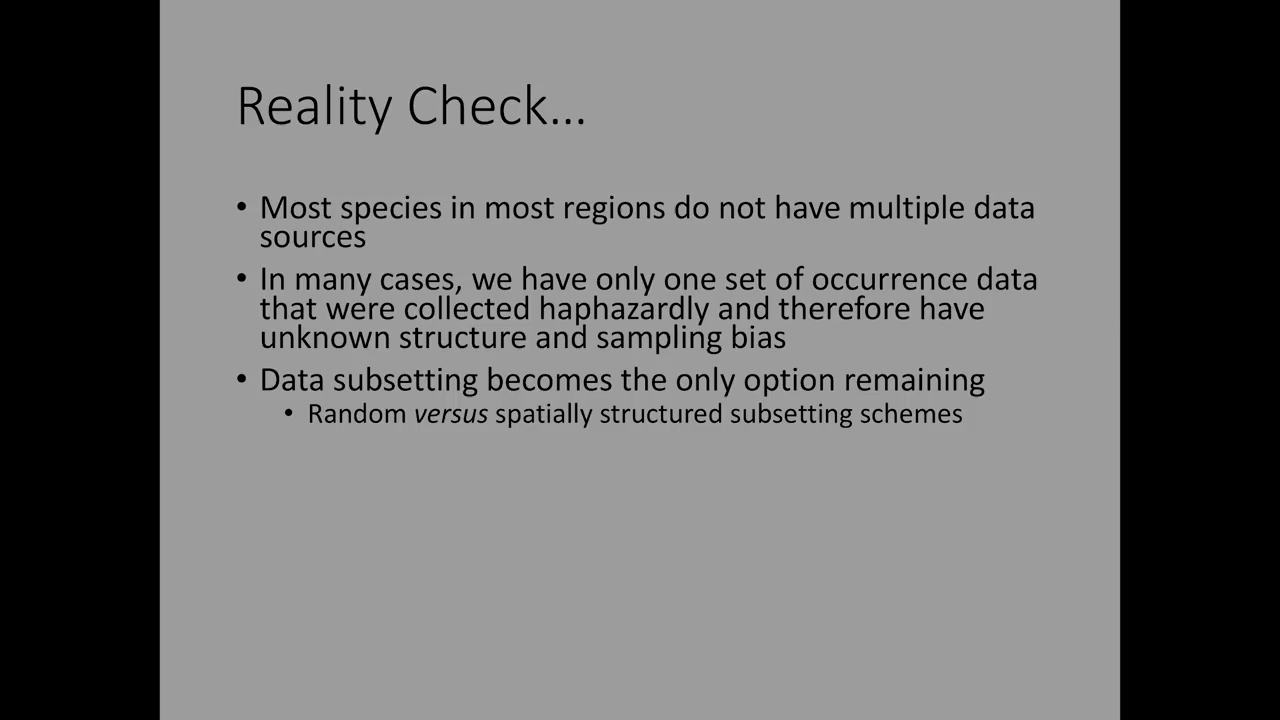 Reality Check...
• Most species in most regions do not have multiple data
sources
• In many cases, we have only one set of occurrence data
that were collected haphazardly and therefore have
unknown structure and sampling bias
• Data subsetting becomes the only option remaining
• Random versus spatially structured subsetting schemes